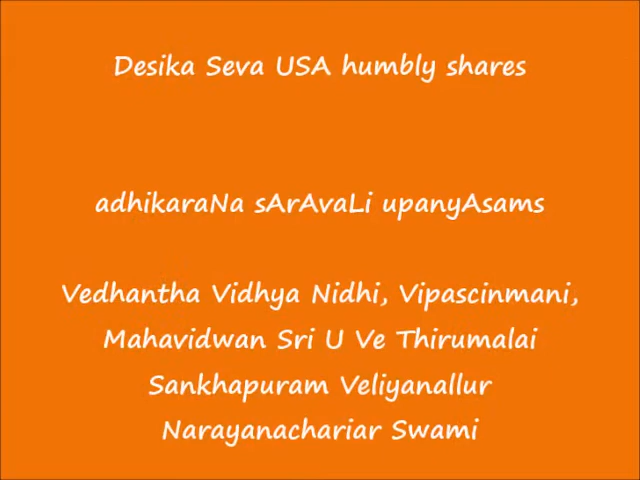 Desika Seva USA humbly shares
adhikaraNa sArAvaLi upanyAsams
Vedhantha Vidhya Nidhi, Vipascinmani,
Mahavidwan Sri U Ve Thirumalai
Sankhapuram Veliyanallur
Narayanachariar Swami